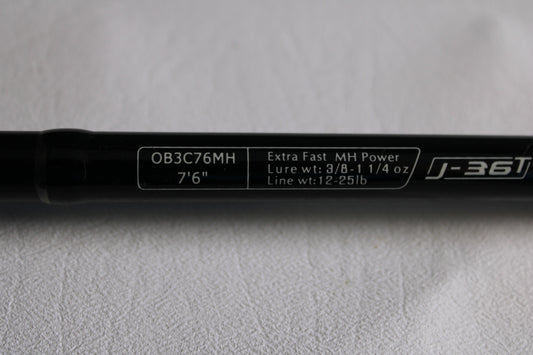 OB3C76MH
7'6"
Extra Fast MH Power
Lure wt: 3/8-1 1/4 oz
Line wt:12-25lb
J-36T